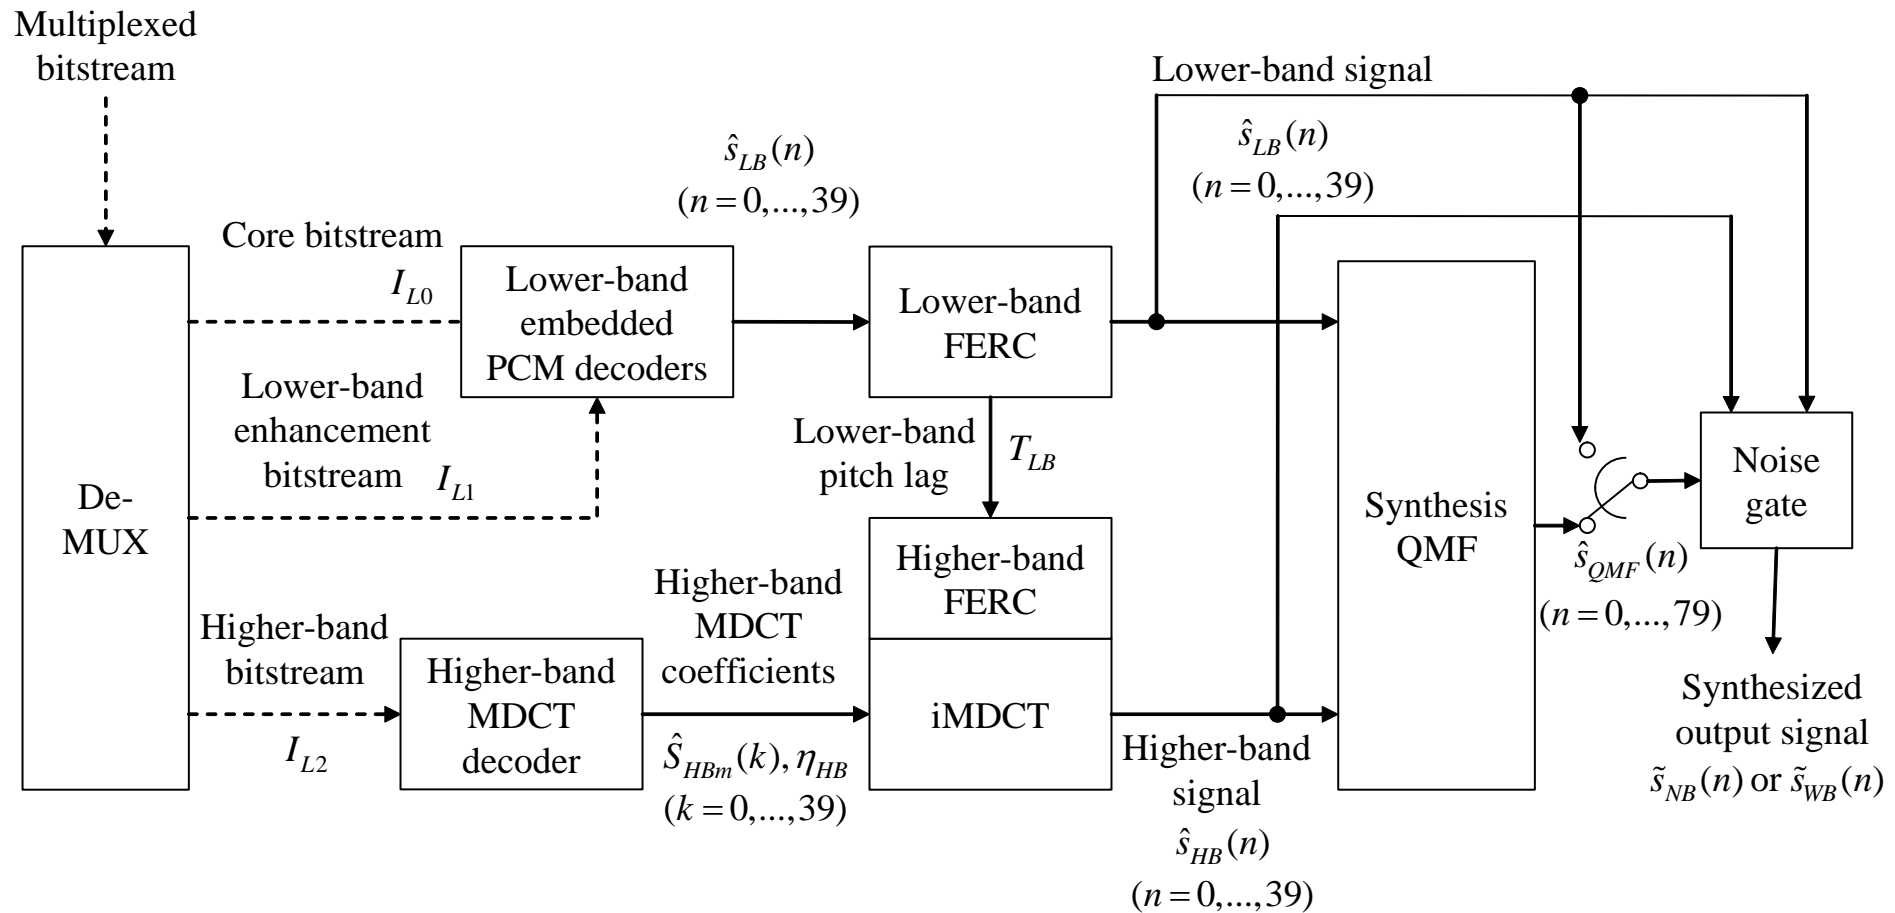 Multiplexed
bitstream
Lower-band signal
ŝ_LB(n)
(n = 0,...,39)
ŝ_LB(n)
(n = 0,...,39)
Core bitstream
I_L0
Lower-band
embedded
PCM decoders
Lower-band
FERC
Lower-band
enhancement
bitstream
I_L1
Lower-band
pitch lag
T_LB
De-
MUX
Synthesis
QMF
Noise
gate
ŝ_QMF(n)
(n = 0,...,79)
Higher-band
FERC
Higher-band
MDCT
coefficients
Higher-band
bitstream
I_L2
Higher-band
MDCT
decoder
Ŝ_HBm(k), η_HB
(k = 0,...,39)
iMDCT
Higher-band
signal
ŝ_HB(n)
(n = 0,...,39)
Synthesized
output signal
s̃_NB(n) or s̃_WB(n)